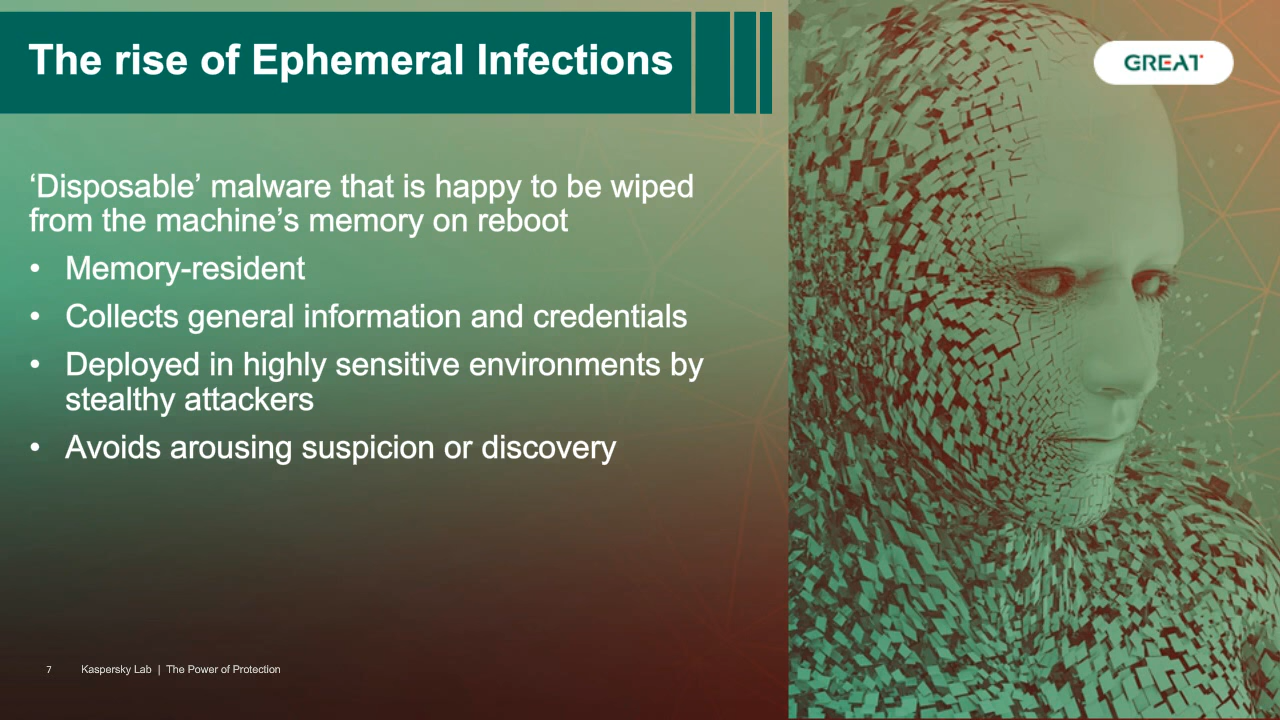 The rise of Ephemeral Infections
GREAT
‘Disposable’ malware that is happy to be wiped
from the machine’s memory on reboot
• Memory-resident
• Collects general information and credentials
• Deployed in highly sensitive environments by
stealthy attackers
• Avoids arousing suspicion or discovery
7 Kaspersky Lab | The Power of Protection